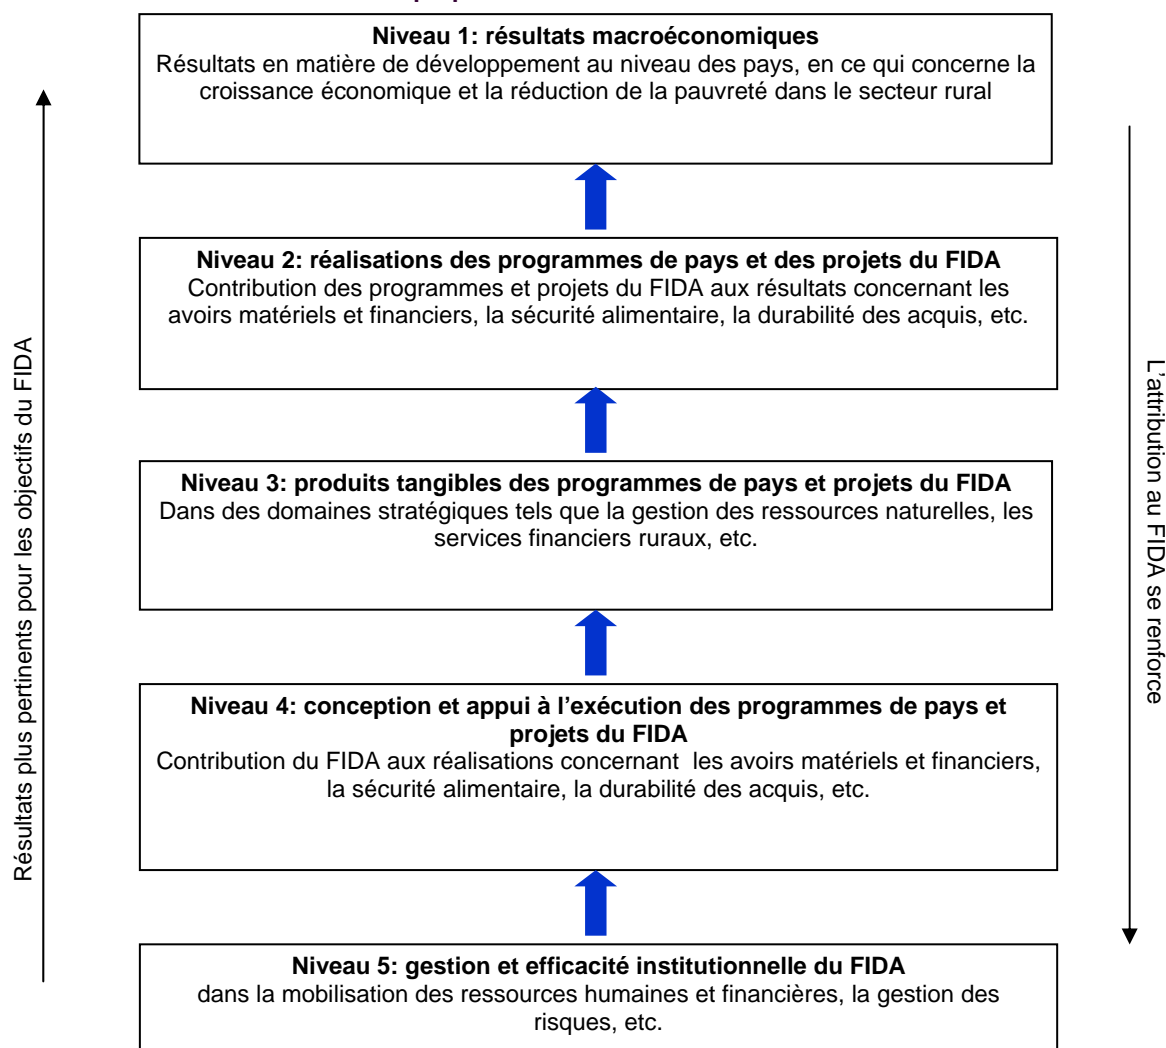 Niveau 1: résultats macroéconomiques
Résultats en matière de développement au niveau des pays, en ce qui concerne la
croissance économique et la réduction de la pauvreté dans le secteur rural
Niveau 2: réalisations des programmes de pays et des projets du FIDA
Contribution des programmes et projets du FIDA aux résultats concernant les
avoirs matériels et financiers, la sécurité alimentaire, la durabilité des acquis, etc.
Niveau 3: produits tangibles des programmes de pays et projets du FIDA
Dans des domaines stratégiques tels que la gestion des ressources naturelles, les
services financiers ruraux, etc.
Niveau 4: conception et appui à l’exécution des programmes de pays et
projets du FIDA
Contribution du FIDA aux réalisations concernant  les avoirs matériels et financiers,
la sécurité alimentaire, la durabilité des acquis, etc.
Niveau 5: gestion et efficacité institutionnelle du FIDA
dans la mobilisation des ressources humaines et financières, la gestion des
risques, etc.
Résultats plus pertinents pour les objectifs du FIDA
L’attribution au FIDA se renforce